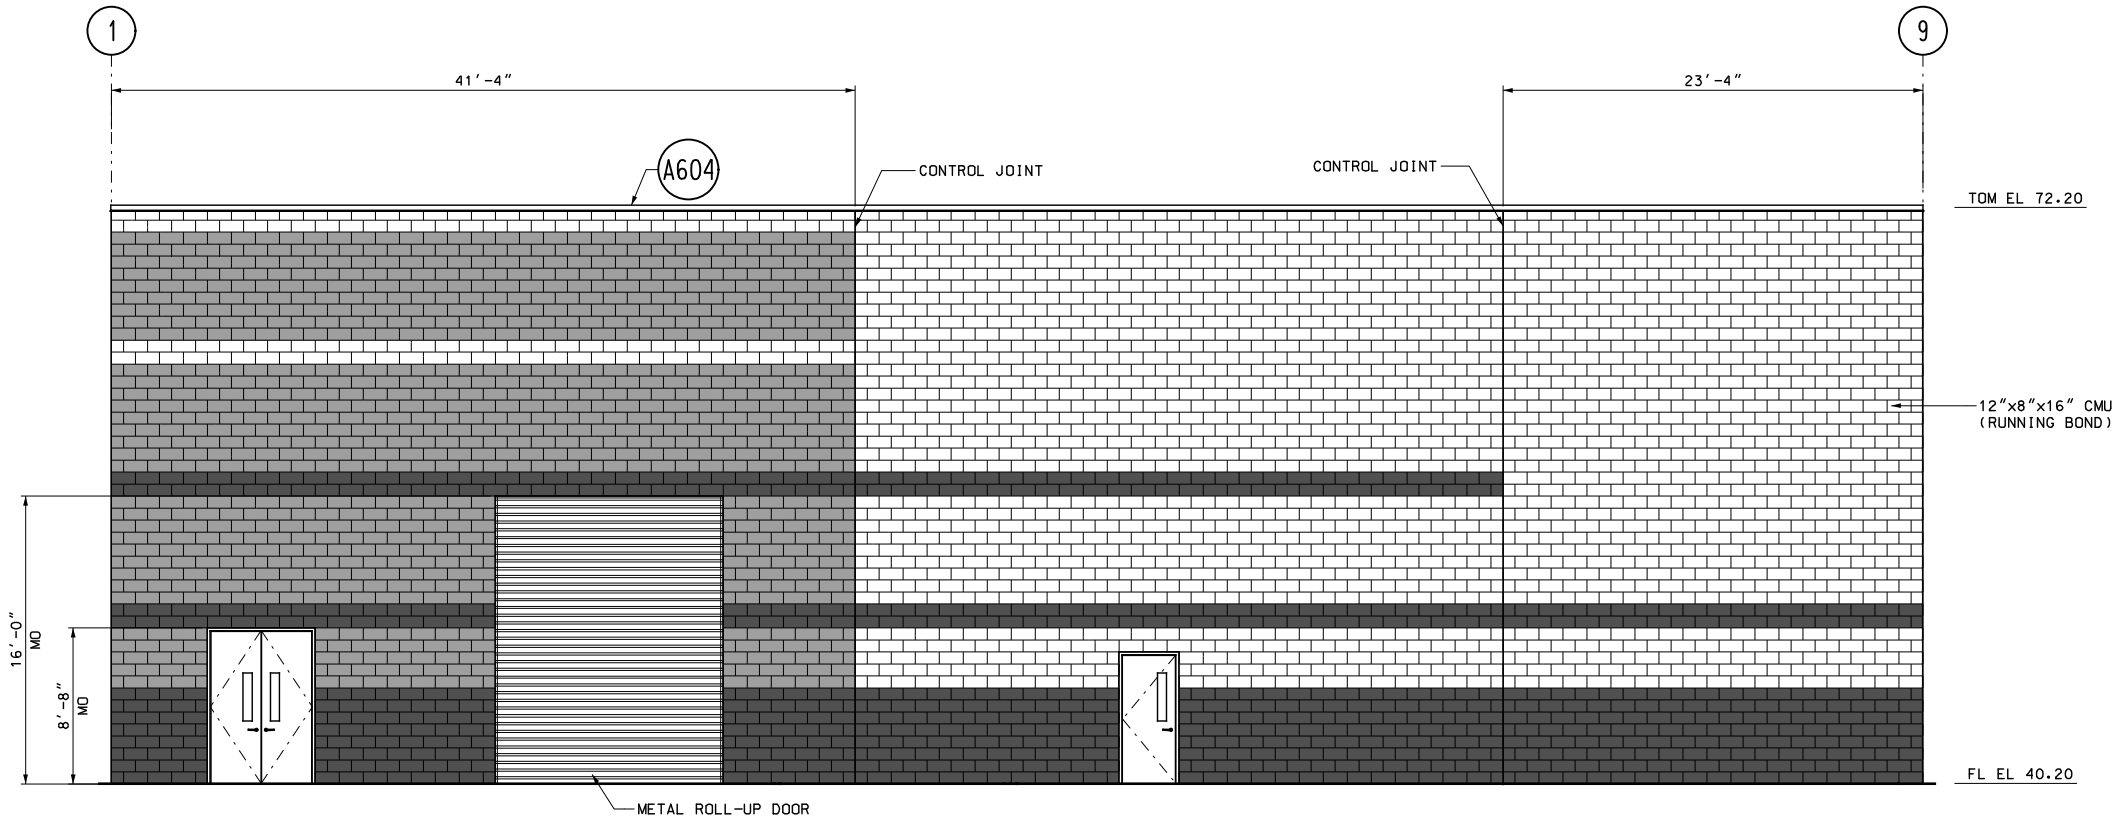 1
9
41'-4"
23'-4"
A604
CONTROL JOINT
CONTROL JOINT
TOM EL 72.20
12"x8"x16" CMU
(RUNNING BOND)
16'-0"
MO
8'-8"
MO
FL EL 40.20
METAL ROLL-UP DOOR